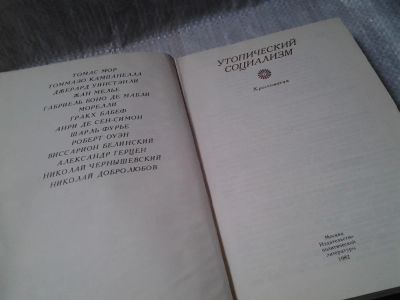 ТОМАС МОР
ТОММАЗО КАМПАНЕЛЛА
ДЖЕРАРД УИНСТЭНЛИ
ЖАН МЕЛЬЕ
ГАБРИЕЛЬ БОНО ДЕ МАБЛИ
МОРЕЛЛИ
ГРАКХ БАБЕФ
АНРИ ДЕ СЕН-СИМОН
ШАРЛЬ ФУРЬЕ
РОБЕРТ ОУЭН
ВИССАРИОН БЕЛИНСКИЙ
АЛЕКСАНДР ГЕРЦЕН
НИКОЛАЙ ЧЕРНЫШЕВСКИЙ
НИКОЛАЙ ДОБРОЛЮБОВ
УТОПИЧЕСКИЙ
СОЦИАЛИЗМ
Хрестоматия
Москва
Издательство
политической
литературы
1982